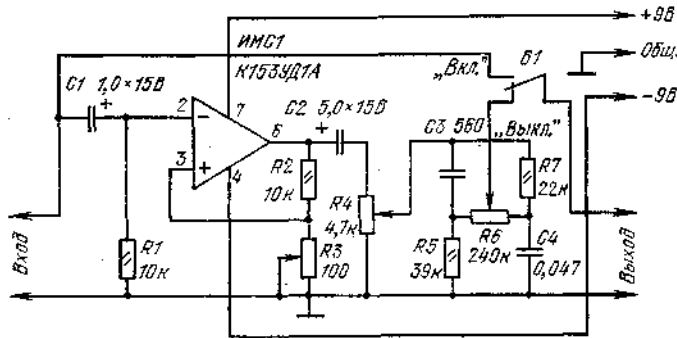 +9В
ИМС1
В1
К153УД1А
Общ.
С1 1,0×15В
„Вкл."
-9В
+
2
-
7
С2 5,0×15В
6
+
С3 560
„Выкл."
3
+
4
R2
10к
R7
22к
R4
4,7к
R6
240к
С4
0,047
R1
10к
R3
100
R5
39к
Вход
Выход